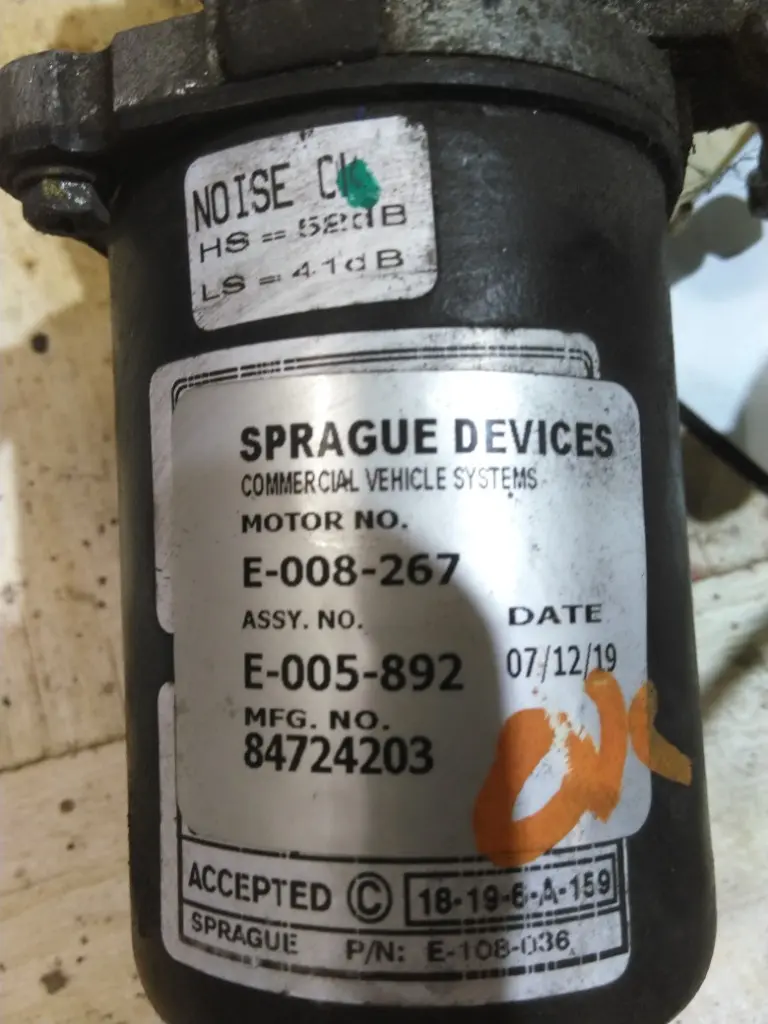 NOISE OK
HS = 52dB
LS = 41dB
SPRAGUE DEVICES
COMMERCIAL VEHICLE SYSTEMS
MOTOR NO.
E-008-267
ASSY. NO. DATE
E-005-892 07/12/19
MFG. NO.
84724203
ACCEPTED © 18-19-6-A-159
SPRAGUE P/N: E-108-036